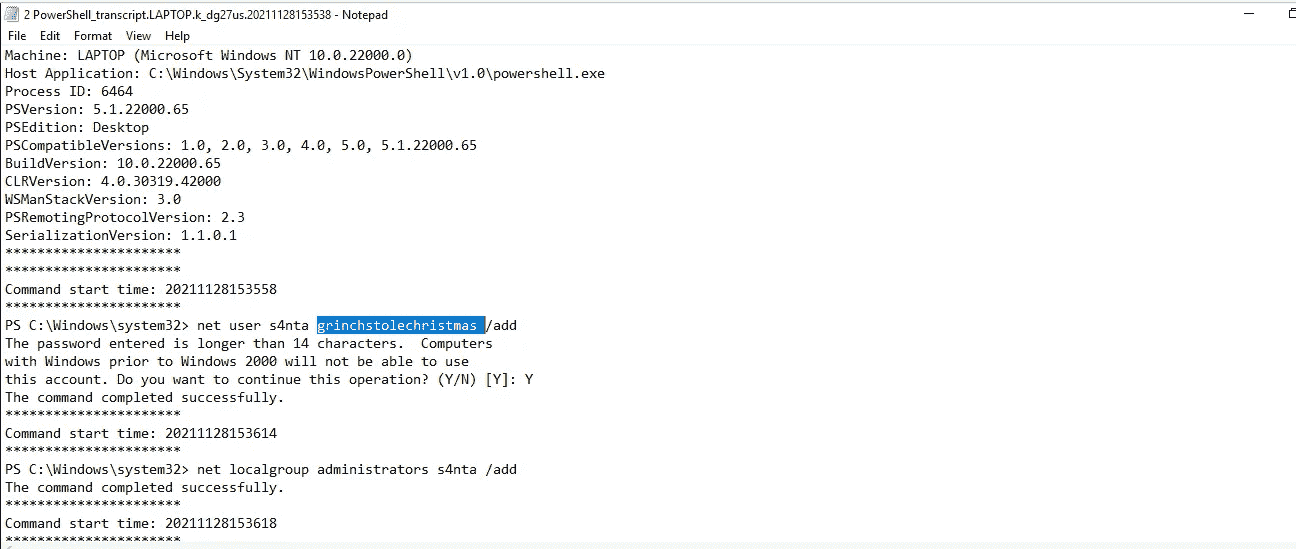 2 PowerShell_transcript.LAPTOP.k_dg27us.20211128153538 - Notepad
File Edit Format View Help
Machine: LAPTOP (Microsoft Windows NT 10.0.22000.0)
Host Application: C:\Windows\System32\WindowsPowerShell\v1.0\powershell.exe
Process ID: 6464
PSVersion: 5.1.22000.65
PSEdition: Desktop
PSCompatibleVersions: 1.0, 2.0, 3.0, 4.0, 5.0, 5.1.22000.65
BuildVersion: 10.0.22000.65
CLRVersion: 4.0.30319.42000
WSManStackVersion: 3.0
PSRemotingProtocolVersion: 2.3
SerializationVersion: 1.1.0.1
**********************
**********************
Command start time: 20211128153558
**********************
PS C:\Windows\system32> net user s4nta grinchstolechristmas /add
The password entered is longer than 14 characters.  Computers
with Windows prior to Windows 2000 will not be able to use
this account. Do you want to continue this operation? (Y/N) [Y]: Y
The command completed successfully.
**********************
Command start time: 20211128153614
**********************
PS C:\Windows\system32> net localgroup administrators s4nta /add
The command completed successfully.
**********************
Command start time: 20211128153618
**********************